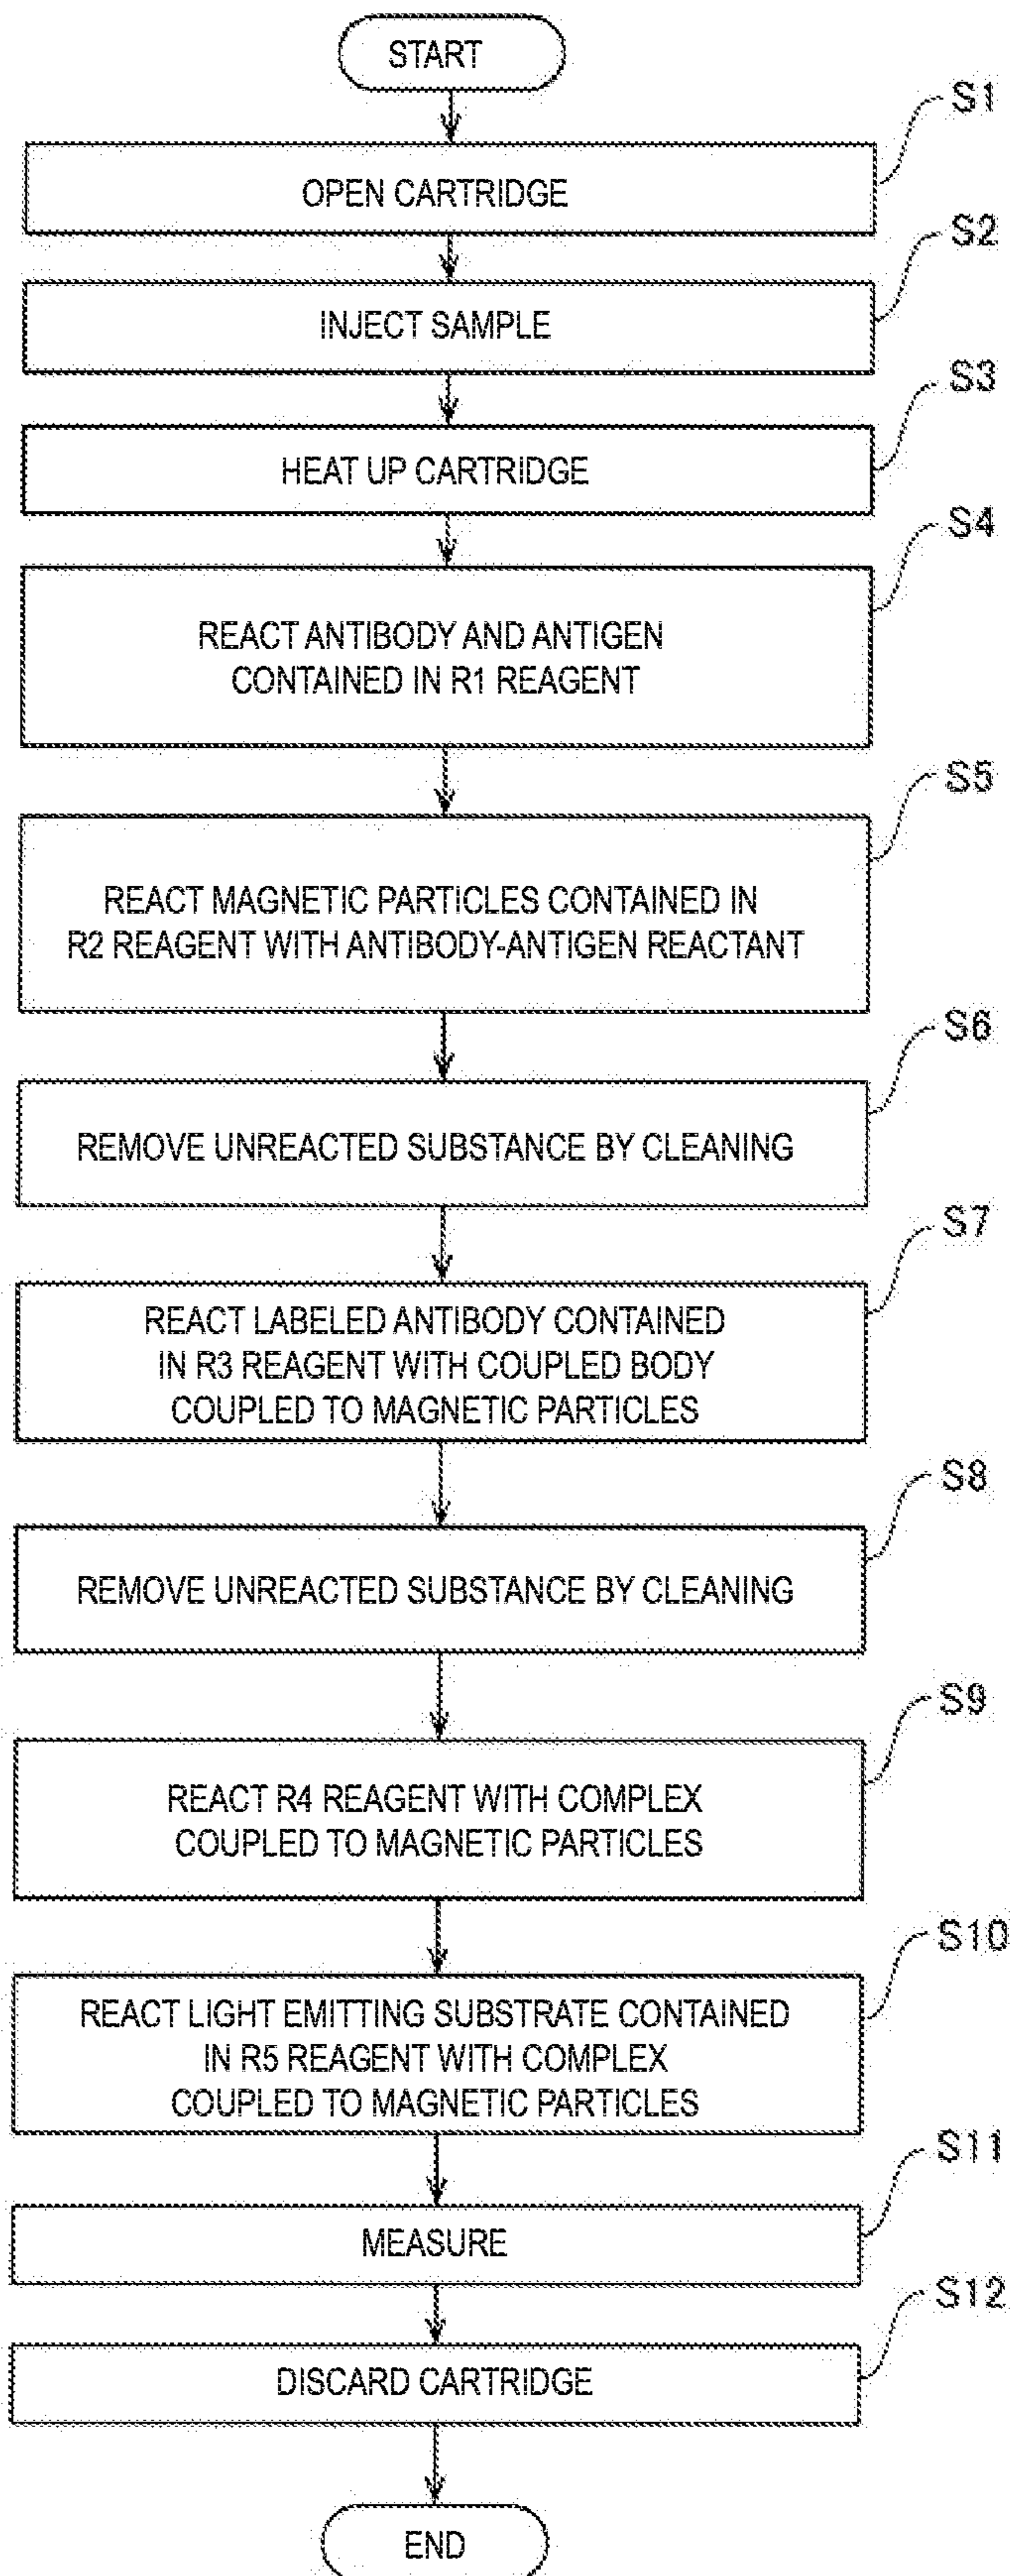 START
S1
OPEN CARTRIDGE
S2
INJECT SAMPLE
S3
HEAT UP CARTRIDGE
S4
REACT ANTIBODY AND ANTIGEN
CONTAINED IN R1 REAGENT
S5
REACT MAGNETIC PARTICLES CONTAINED IN
R2 REAGENT WITH ANTIBODY-ANTIGEN REACTANT
S6
REMOVE UNREACTED SUBSTANCE BY CLEANING
S7
REACT LABELED ANTIBODY CONTAINED
IN R3 REAGENT WITH COUPLED BODY
COUPLED TO MAGNETIC PARTICLES
S8
REMOVE UNREACTED SUBSTANCE BY CLEANING
S9
REACT R4 REAGENT WITH COMPLEX
COUPLED TO MAGNETIC PARTICLES
S10
REACT LIGHT EMITTING SUBSTRATE CONTAINED
IN R5 REAGENT WITH COMPLEX
COUPLED TO MAGNETIC PARTICLES
S11
MEASURE
S12
DISCARD CARTRIDGE
END